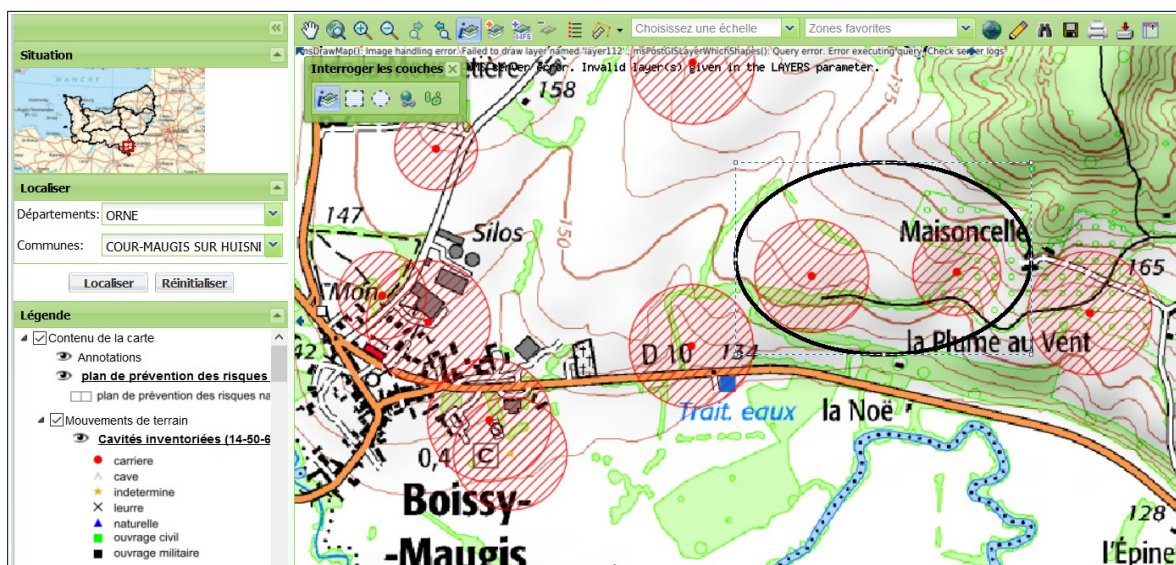 Choisissez une échelle
Zones favorites
msDrawMap(): Image handling error. Failed to draw layer named 'layer112'.; msPostGISLayerWhichShapes(): Query error. Error executing query. Check server logs
server error. Invalid layer(s) given in the LAYERS parameter.
Interroger les couches
Situation
MANCHE
Localiser
Départements: ORNE
Communes: COUR-MAUGIS SUR HUISNE
Localiser Réinitialiser
Légende
Contenu de la carte
Annotations
plan de prévention des risques
plan de prévention des risques na
Mouvements de terrain
Cavités inventoriées (14-50-6
carriere
cave
indetermine
leurre
naturelle
ouvrage civil
ouvrage militaire
158
175
225
147
Silos
150
Maisoncelle
165
Mon
42
D 10
134
la Plume au Vent
Trait. eaux
la Noë
0,4
C
Boissy-
-Maugis
128
l'Épine